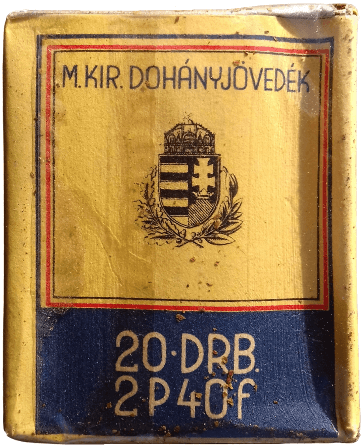 M. KIR. DOHÁNYJÖVEDÉK
20·DRB.
2P40f